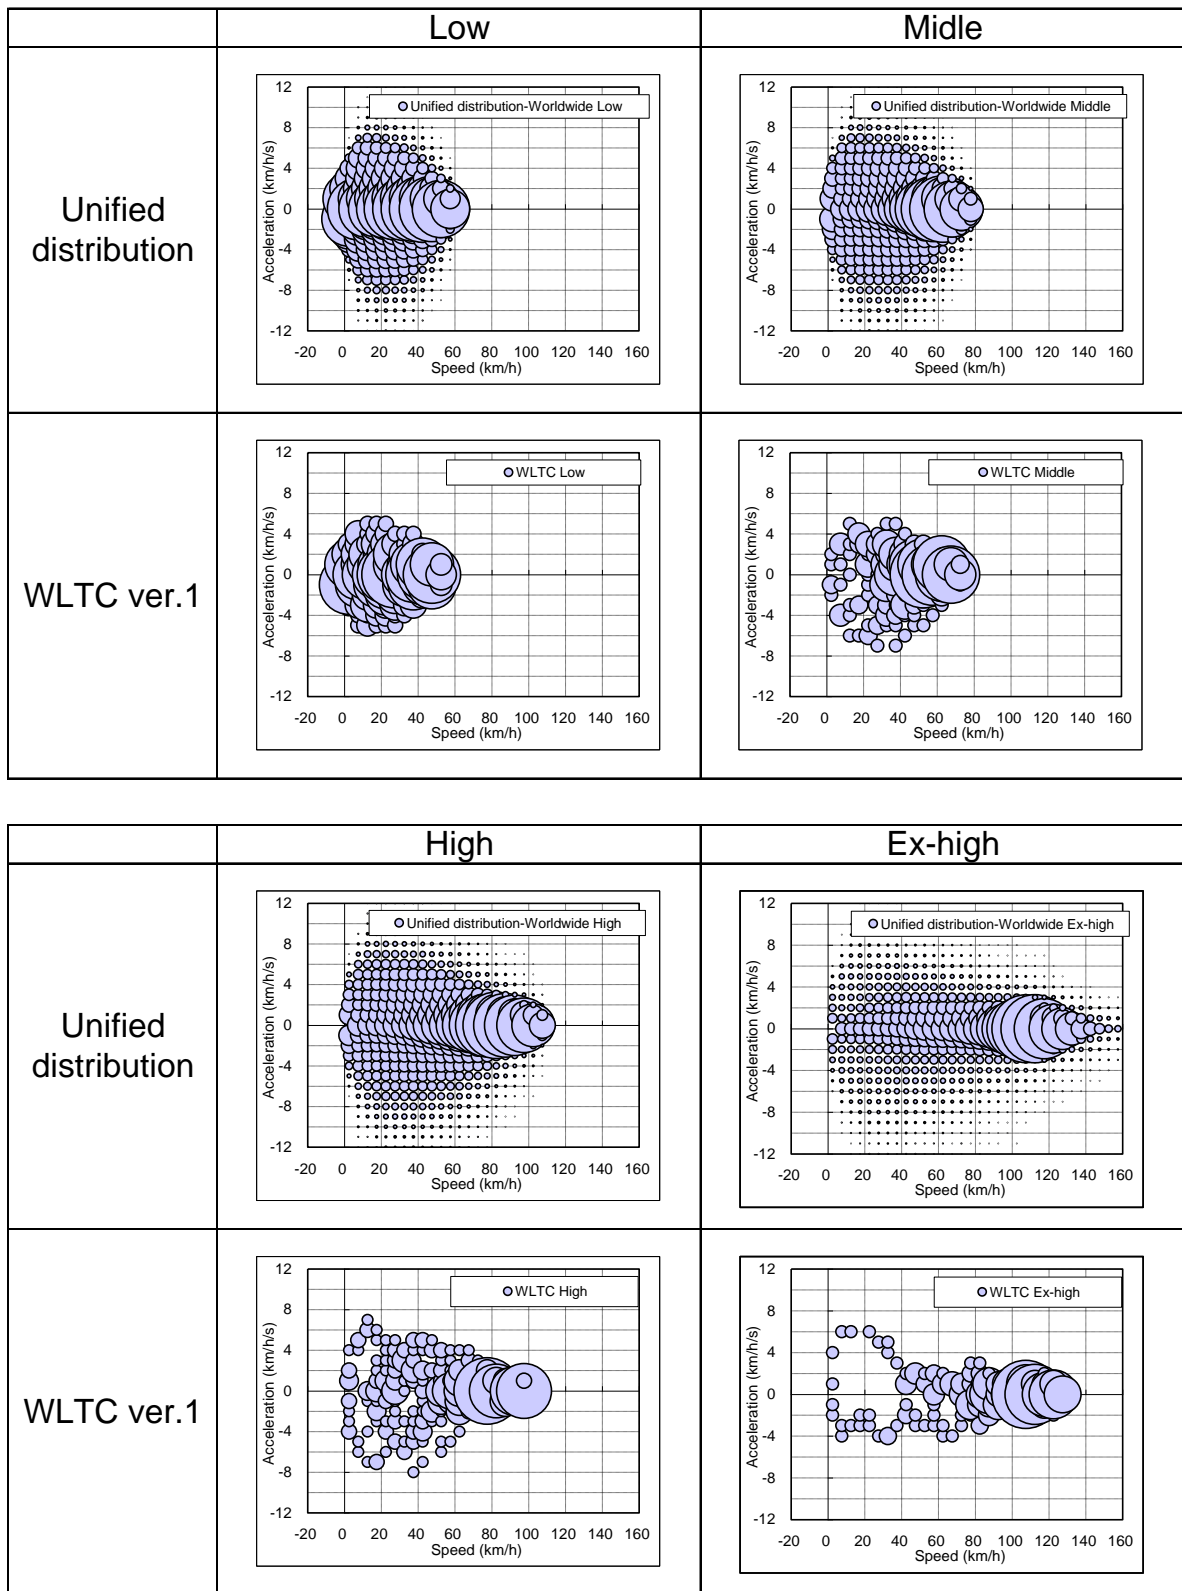 Low
Midle
Unified
distribution
Unified distribution-Worldwide Low
Acceleration (km/h/s)
12
8
4
0
-4
-8
-12
-20 0 20 40 60 80 100 120 140 160
Speed (km/h)
Unified distribution-Worldwide Middle
Acceleration (km/h/s)
12
8
4
0
-4
-8
-12
-20 0 20 40 60 80 100 120 140 160
Speed (km/h)
WLTC ver.1
WLTC Low
Acceleration (km/h/s)
12
8
4
0
-4
-8
-12
-20 0 20 40 60 80 100 120 140 160
Speed (km/h)
WLTC Middle
Acceleration (km/h/s)
12
8
4
0
-4
-8
-12
-20 0 20 40 60 80 100 120 140 160
Speed (km/h)
High
Ex-high
Unified
distribution
Unified distribution-Worldwide High
Acceleration (km/h/s)
12
8
4
0
-4
-8
-12
-20 0 20 40 60 80 100 120 140 160
Speed (km/h)
Unified distribution-Worldwide Ex-high
Acceleration (km/h/s)
12
8
4
0
-4
-8
-12
-20 0 20 40 60 80 100 120 140 160
Speed (km/h)
WLTC ver.1
WLTC High
Acceleration (km/h/s)
12
8
4
0
-4
-8
-12
-20 0 20 40 60 80 100 120 140 160
Speed (km/h)
WLTC Ex-high
Acceleration (km/h/s)
12
8
4
0
-4
-8
-12
-20 0 20 40 60 80 100 120 140 160
Speed (km/h)